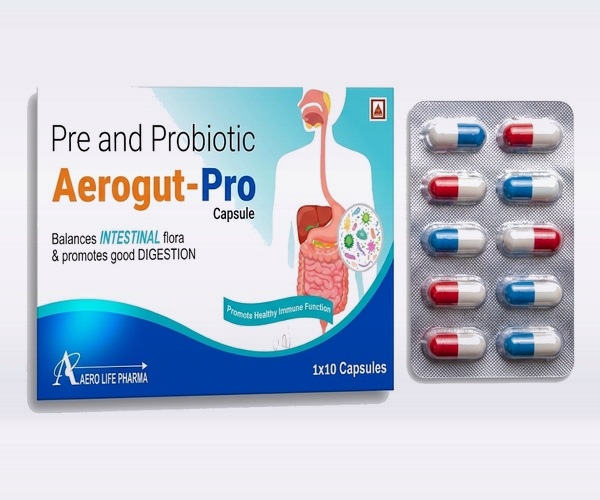 Pre and Probiotic
Aerogut-Pro
Capsule
Balances INTESTINAL flora
& promotes good DIGESTION
Promote Healthy Immune Function
1x10 Capsules
AERO LIFE PHARMA